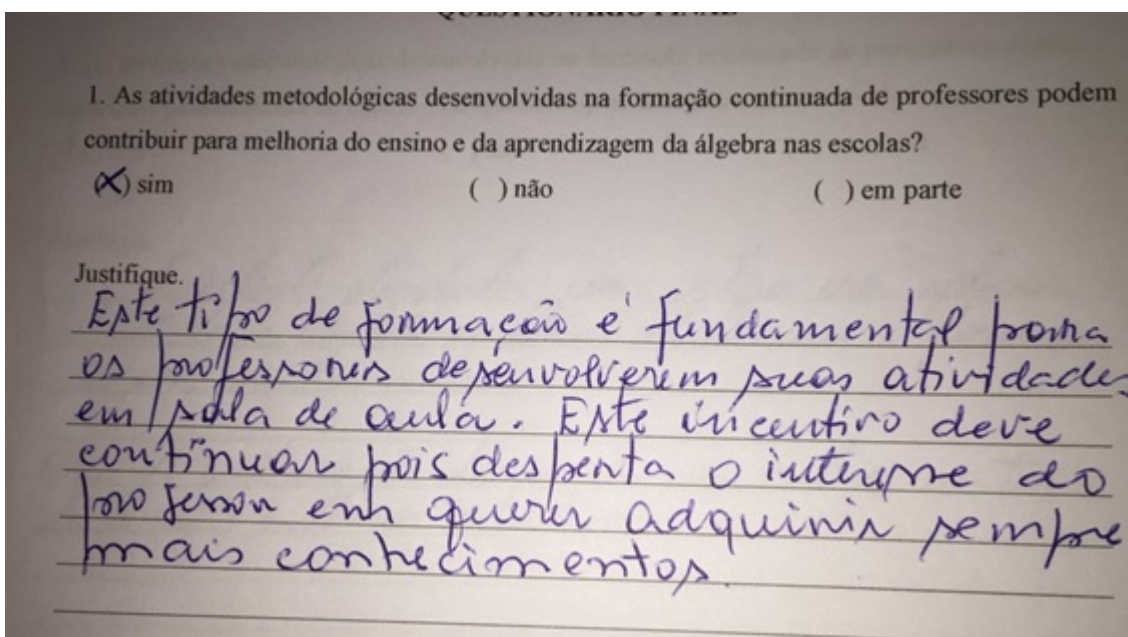 1. As atividades metodológicas desenvolvidas na formação continuada de professores podem
contribuir para melhoria do ensino e da aprendizagem da álgebra nas escolas?
(X) sim ( ) não ( ) em parte
Justifique.
Este tipo de formação é fundamental para
os professores desenvolverem suas atividades
em sala de aula. Este incentivo deve
continuar pois desperta o interesse do
professor em querer adquirir sempre
mais conhecimentos.